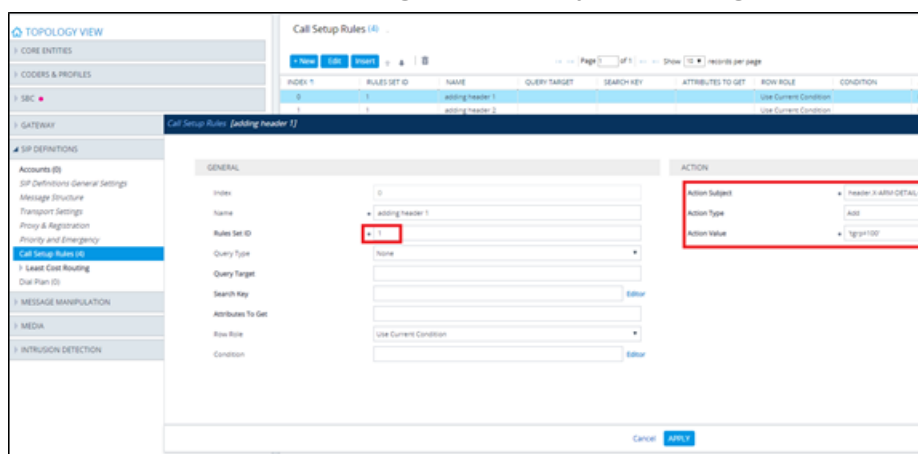 TOPOLOGY VIEW
CORE ENTITIES
CODERS & PROFILES
SBC
GATEWAY
SIP DEFINITIONS
Accounts (0)
SIP Definitions General Settings
Message Structure
Transport Settings
Proxy & Registration
Priority and Emergency
Call Setup Rules (4)
Least Cost Routing
Dial Plan (0)
MESSAGE MANIPULATION
MEDIA
INTRUSION DETECTION
Call Setup Rules (4)
+ New Edit Insert Page 1 of 1 Show 10 records per page
INDEX RULES SET ID NAME QUERY TARGET SEARCH KEY ATTRIBUTES TO GET ROW ROLE CONDITION
0 1 adding header 1 Use Current Condition
1 1 adding header 2 Use Current Condition
Call Setup Rules [adding header 1]
GENERAL
Index 0
Name adding header 1
Rules Set ID 1
Query Type None
Query Target
Search Key Editor
Attributes To Get
Row Role Use Current Condition
Condition Editor
ACTION
Action Subject header.X-ARM-DETAIL
Action Type Add
Action Value 'tgrp=100'
Cancel APPLY